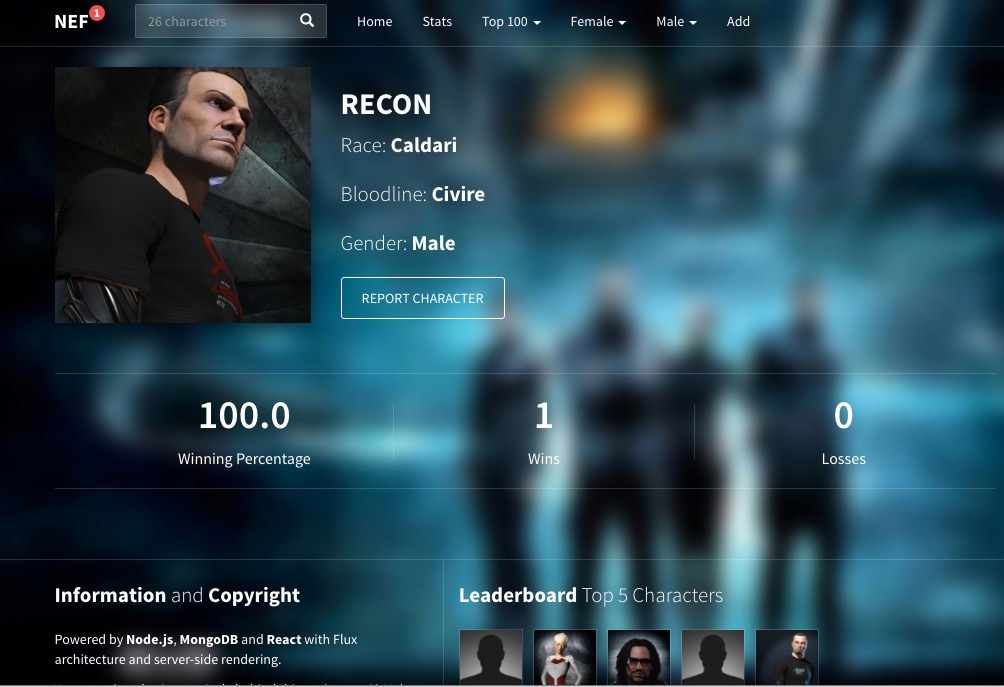 NEF 1 26 characters Home Stats Top 100 Female Male Add
RECON
Race: Caldari
Bloodline: Civire
Gender: Male
REPORT CHARACTER
100.0 1 0
Winning Percentage Wins Losses
Information and Copyright
Powered by Node.js, MongoDB and React with Flux
architecture and server-side rendering.
Leaderboard Top 5 Characters